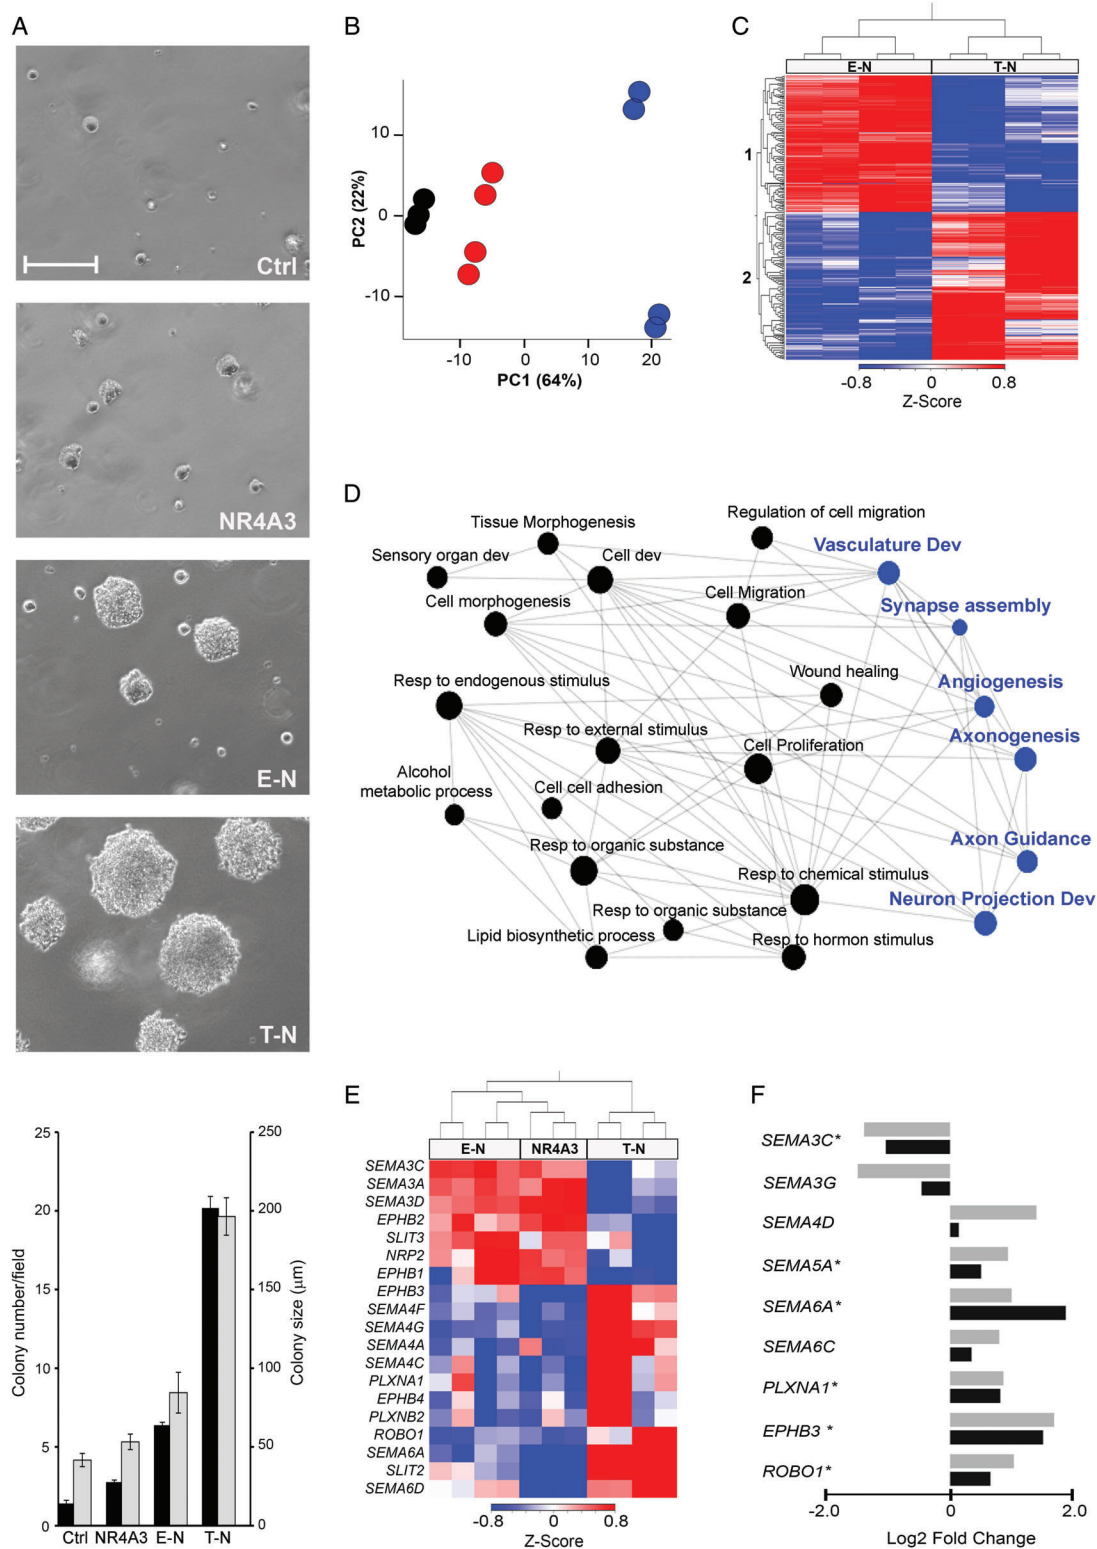 A
Ctrl
NR4A3
E-N
T-N
25
20
15
10
5
0
Colony number/field
250
200
150
100
50
0
Colony size (µm)
Ctrl NR4A3 E-N T-N
B
10
0
-10
PC2 (22%)
-10 0 10 20
PC1 (64%)
C
E-N T-N
1
2
-0.8 0 0.8
Z-Score
D
Tissue Morphogenesis
Regulation of cell migration
Sensory organ dev
Cell dev
Vasculature Dev
Cell morphogenesis
Cell Migration
Synapse assembly
Resp to endogenous stimulus
Wound healing
Angiogenesis
Resp to external stimulus
Cell Proliferation
Axonogenesis
Alcohol
metabolic process
Cell cell adhesion
Resp to organic substance
Axon Guidance
Resp to chemical stimulus
Resp to organic substance
Neuron Projection Dev
Lipid biosynthetic process
Resp to hormon stimulus
E
E-N NR4A3 T-N
SEMA3C
SEMA3A
SEMA3D
EPHB2
SLIT3
NRP2
EPHB1
EPHB3
SEMA4F
SEMA4G
SEMA4A
SEMA4C
PLXNA1
EPHB4
PLXNB2
ROBO1
SEMA6A
SLIT2
SEMA6D
-0.8 0 0.8
Z-Score
F
SEMA3C*
SEMA3G
SEMA4D
SEMA5A*
SEMA6A*
SEMA6C
PLXNA1*
EPHB3 *
ROBO1*
-2.0 0 2.0
Log2 Fold Change